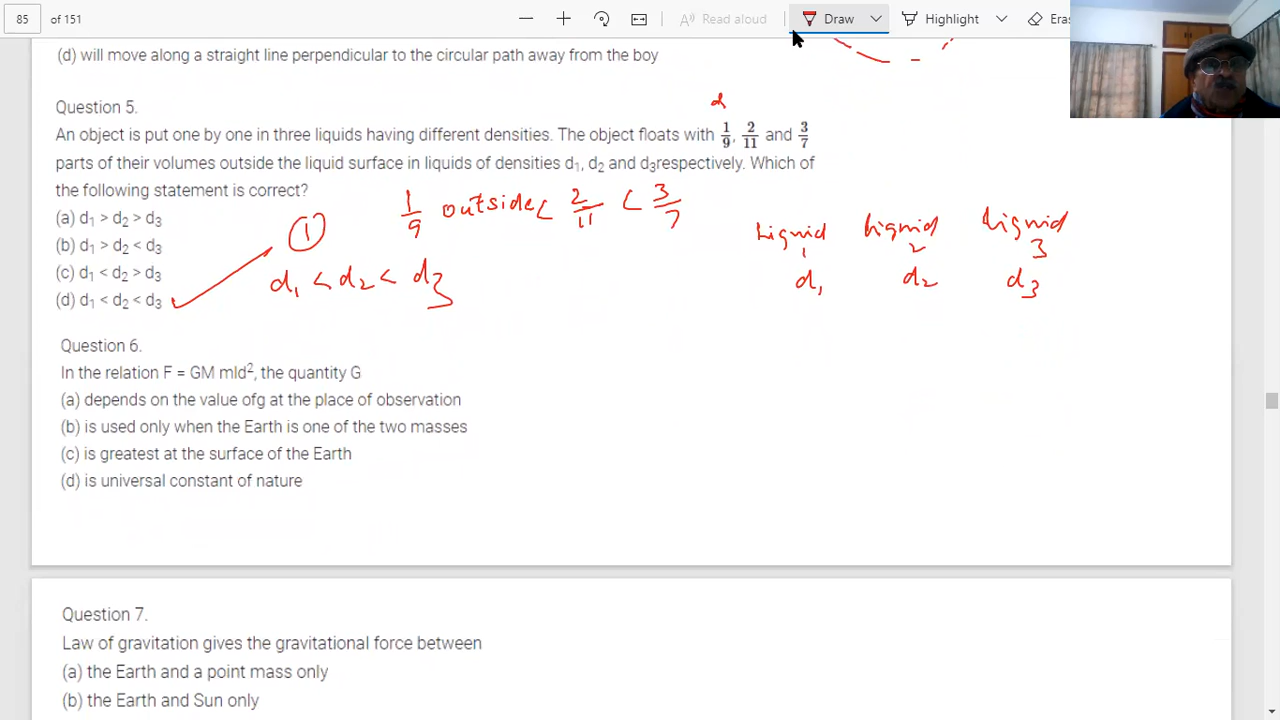 85 of 151 Read aloud Draw Highlight Eras
(d) will move along a straight line perpendicular to the circular path away from the boy
Question 5.
d
An object is put one by one in three liquids having different densities. The object floats with 1/9, 2/11 and 3/7
parts of their volumes outside the liquid surface in liquids of densities d₁, d₂ and d₃respectively. Which of
the following statement is correct?
1/9 outside < 2/11 < 3/7
(a) d₁ > d₂ > d₃
1
Liquid 1 Liquid 2 Liquid 3
(b) d₁ > d₂ < d₃
(c) d₁ < d₂ > d₃
d₁ < d₂ < d₃
d₁ d₂ d₃
(d) d₁ < d₂ < d₃
Question 6.
In the relation F = GM mld², the quantity G
(a) depends on the value ofg at the place of observation
(b) is used only when the Earth is one of the two masses
(c) is greatest at the surface of the Earth
(d) is universal constant of nature
Question 7.
Law of gravitation gives the gravitational force between
(a) the Earth and a point mass only
(b) the Earth and Sun only